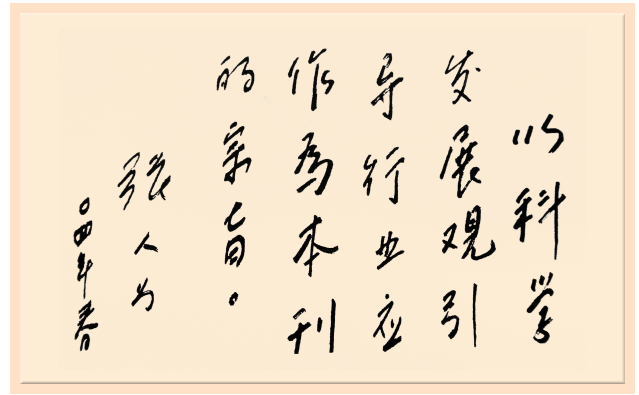 以科学
发展观引
导行业应
作为本刊
的宗旨。
张人为
〇四年春